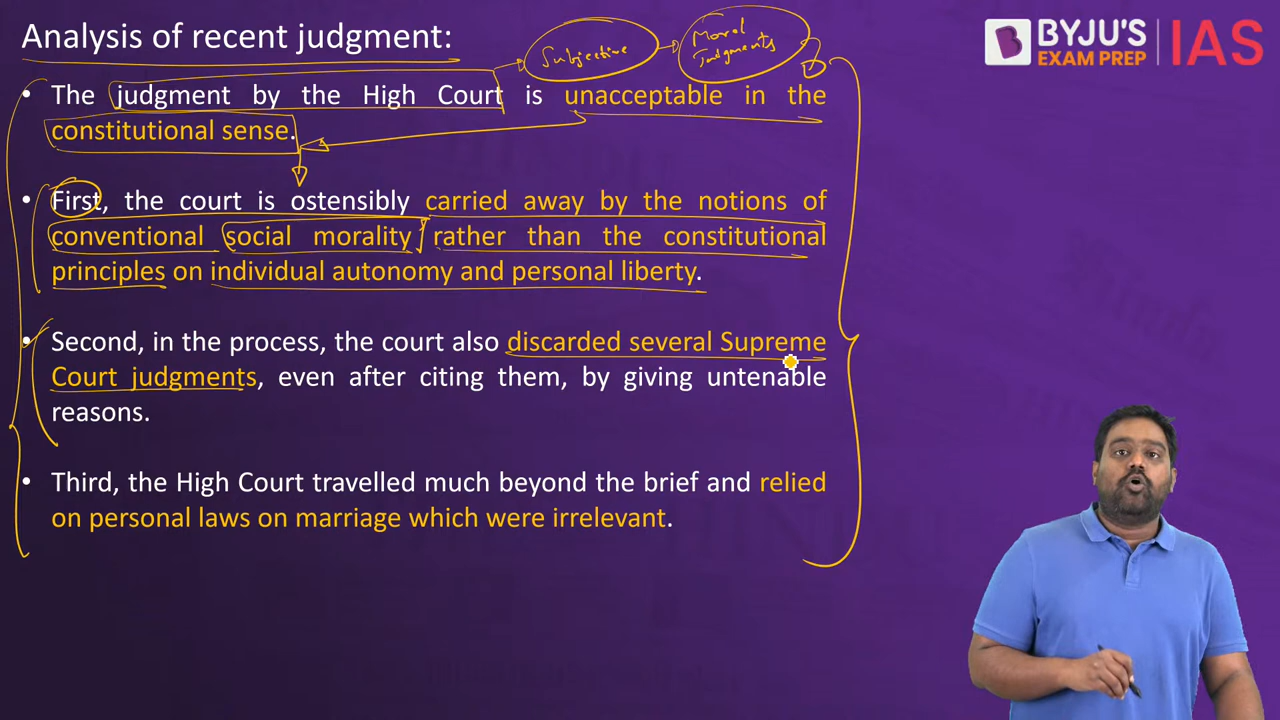 Analysis of recent judgment:
Subjective
Moral
Judgments
BYJU'S
EXAM PREP
IAS
• The judgment by the High Court is unacceptable in the
constitutional sense.
• First, the court is ostensibly carried away by the notions of
conventional social morality rather than the constitutional
principles on individual autonomy and personal liberty.
• Second, in the process, the court also discarded several Supreme
Court judgments, even after citing them, by giving untenable
reasons.
• Third, the High Court travelled much beyond the brief and relied
on personal laws on marriage which were irrelevant.